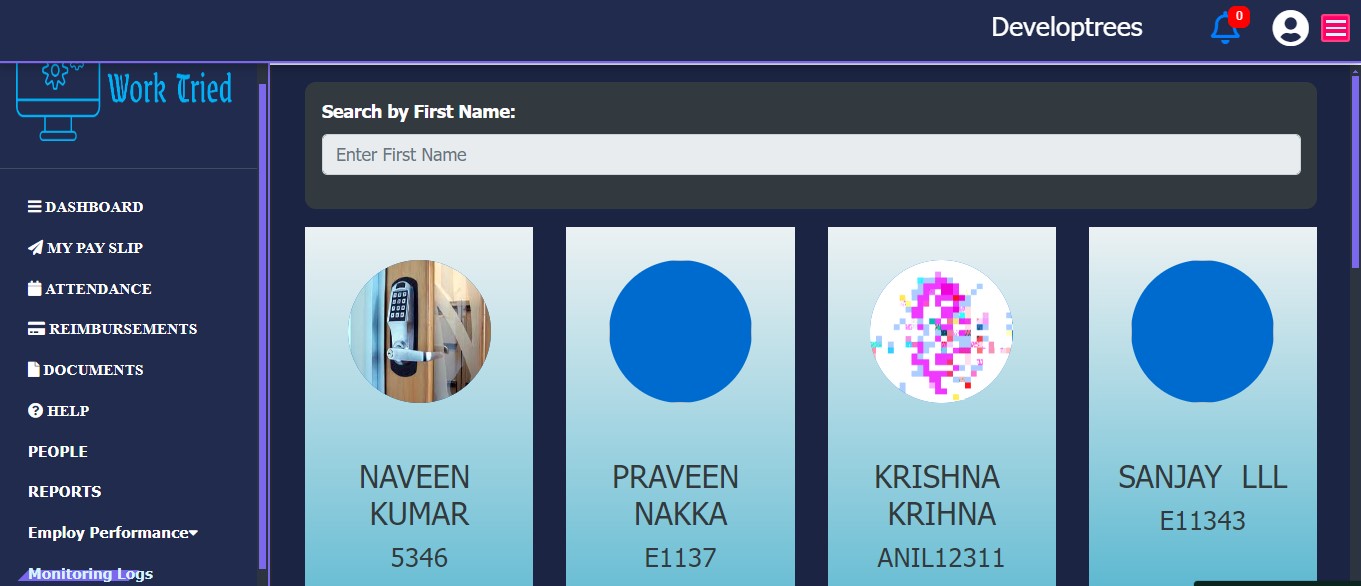 Developtrees
0
Work Tried
DASHBOARD
MY PAY SLIP
ATTENDANCE
REIMBURSEMENTS
DOCUMENTS
HELP
PEOPLE
REPORTS
Employ Performance
Monitoring Logs
Search by First Name:
Enter First Name
NAVEEN
KUMAR
5346
PRAVEEN
NAKKA
E1137
KRISHNA
KRIHNA
ANIL12311
SANJAY LLL
E11343